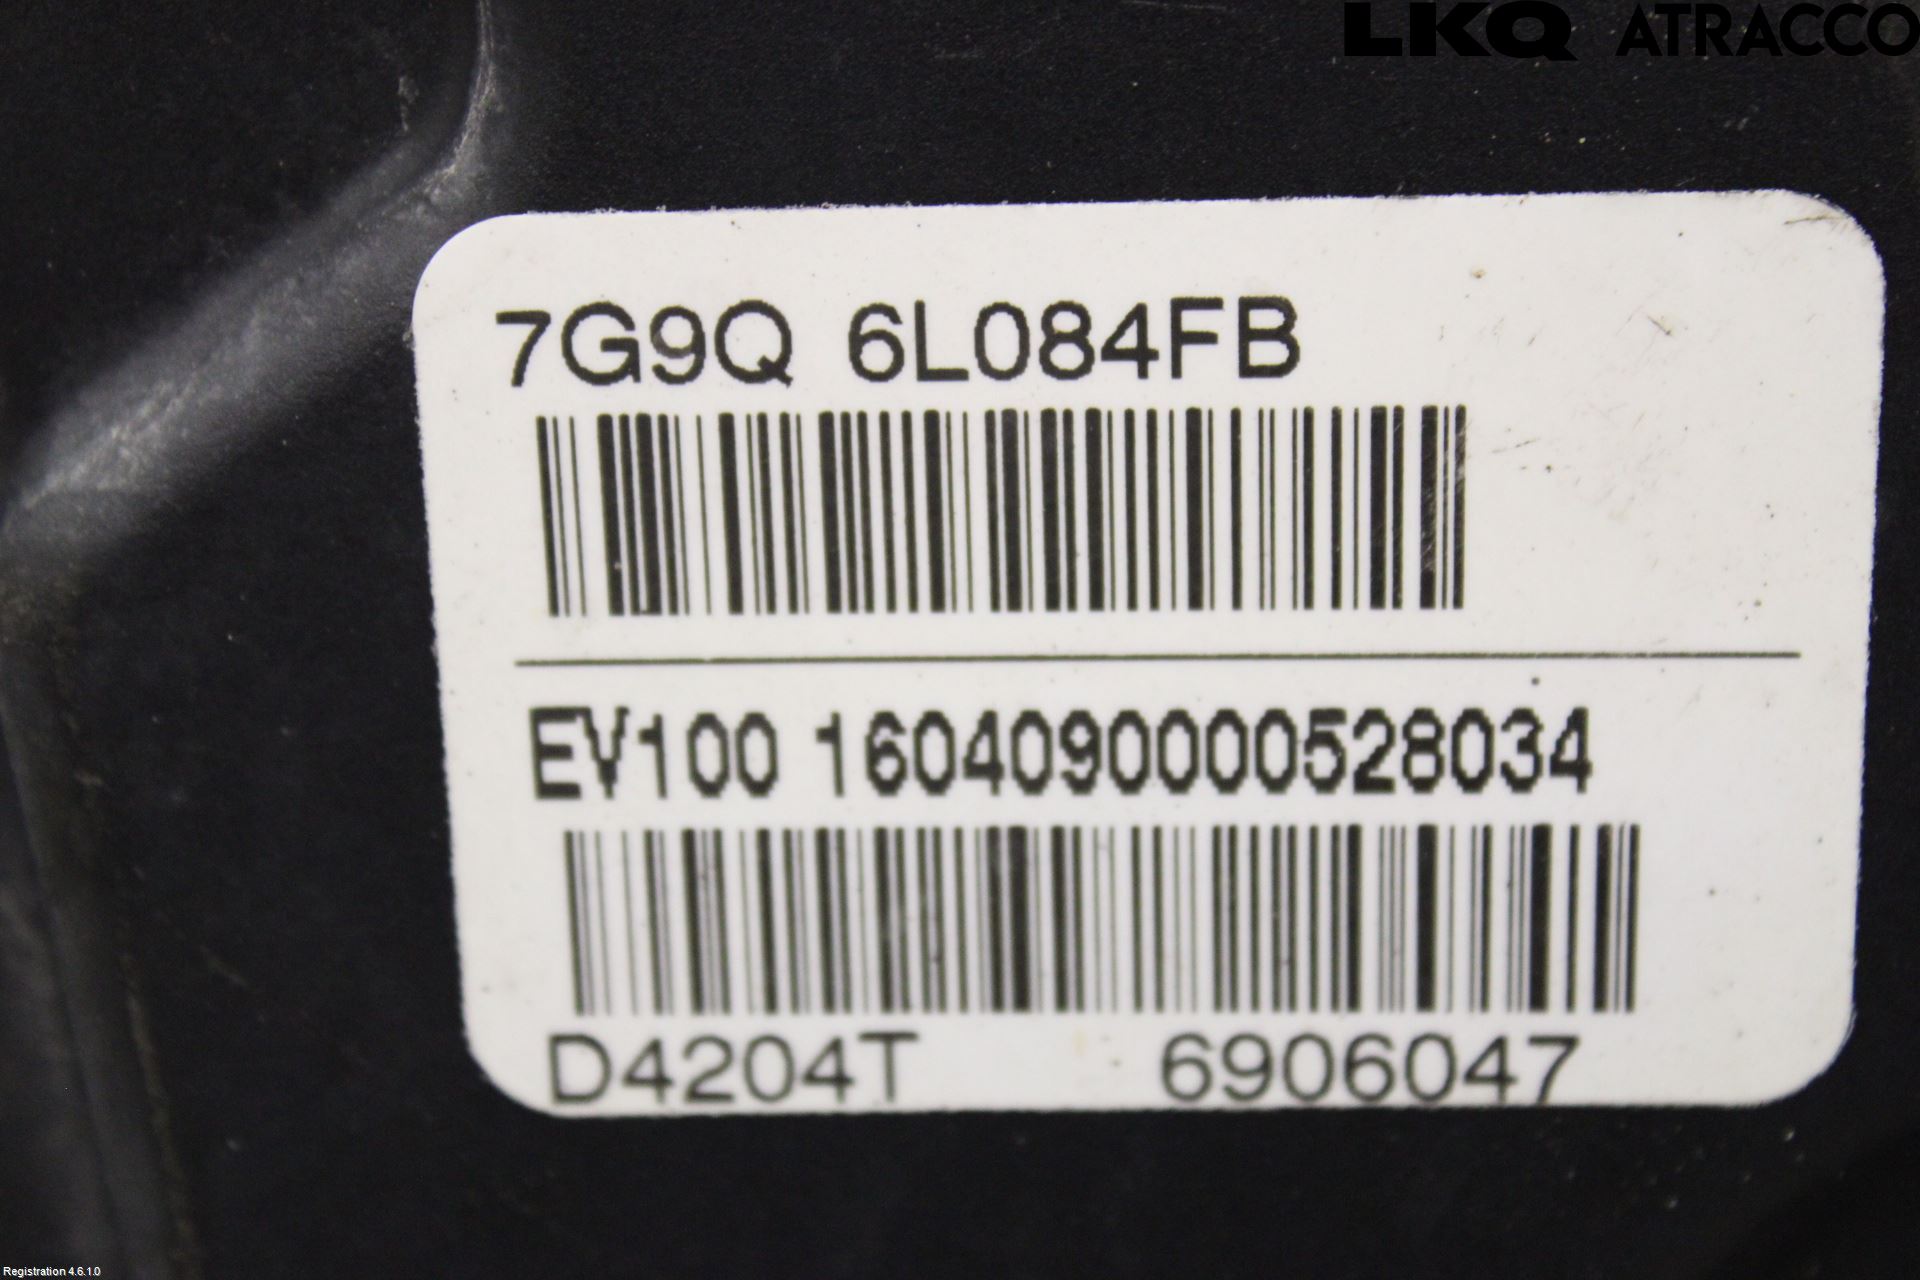 LKQ ATRACCO
7G9Q 6L084FB
EV100 1604090000528034
D4204T 6906047
Registration 4.6.1.0